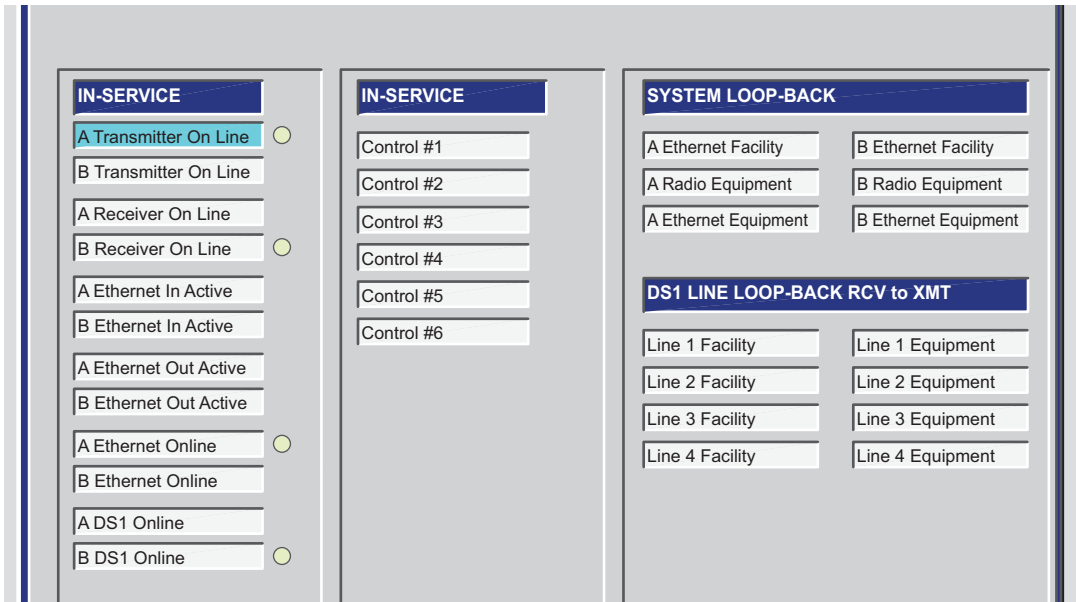 IN-SERVICE
A Transmitter On Line
B Transmitter On Line
A Receiver On Line
B Receiver On Line
A Ethernet In Active
B Ethernet In Active
A Ethernet Out Active
B Ethernet Out Active
A Ethernet Online
B Ethernet Online
A DS1 Online
B DS1 Online
IN-SERVICE
Control #1
Control #2
Control #3
Control #4
Control #5
Control #6
SYSTEM LOOP-BACK
A Ethernet Facility
B Ethernet Facility
A Radio Equipment
B Radio Equipment
A Ethernet Equipment
B Ethernet Equipment
DS1 LINE LOOP-BACK RCV to XMT
Line 1 Facility
Line 1 Equipment
Line 2 Facility
Line 2 Equipment
Line 3 Facility
Line 3 Equipment
Line 4 Facility
Line 4 Equipment